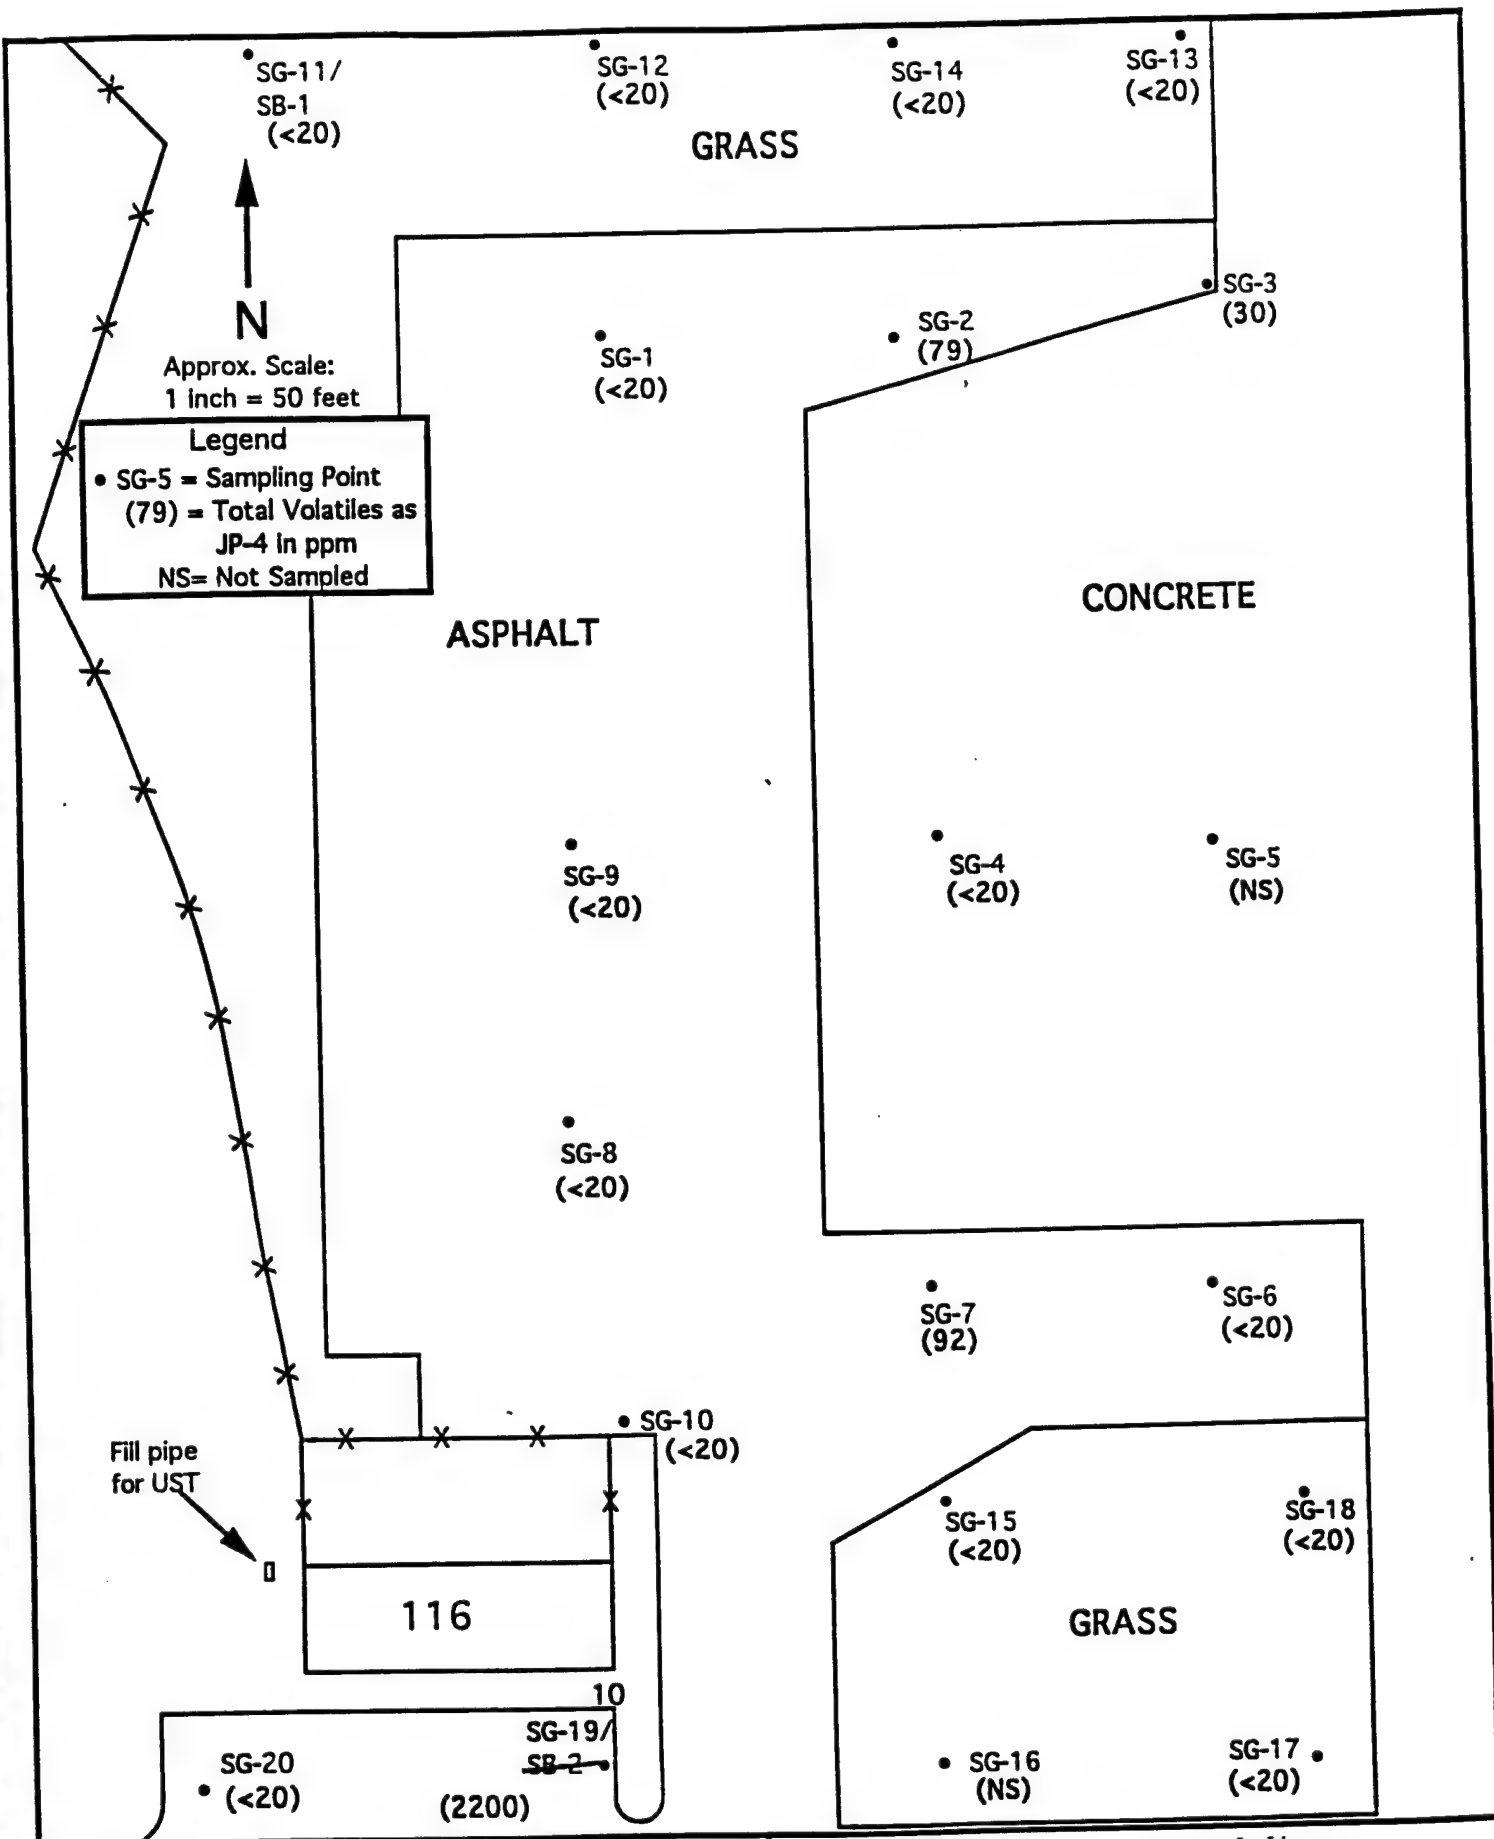 SG-11/
SB-1
(<20)
SG-12
(<20)
SG-14
(<20)
SG-13
(<20)
GRASS
N
Approx. Scale:
1 inch = 50 feet
Legend
• SG-5 = Sampling Point
(79) = Total Volatiles as
JP-4 in ppm
NS= Not Sampled
SG-1
(<20)
SG-2
(79)
SG-3
(30)
ASPHALT
CONCRETE
SG-9
(<20)
SG-4
(<20)
SG-5
(NS)
SG-8
(<20)
SG-7
(92)
SG-6
(<20)
SG-10
(<20)
Fill pipe
for UST
116
10
SG-15
(<20)
SG-18
(<20)
GRASS
SG-19/
SB-2
(2200)
SG-20
(<20)
SG-16
(NS)
SG-17
(<20)